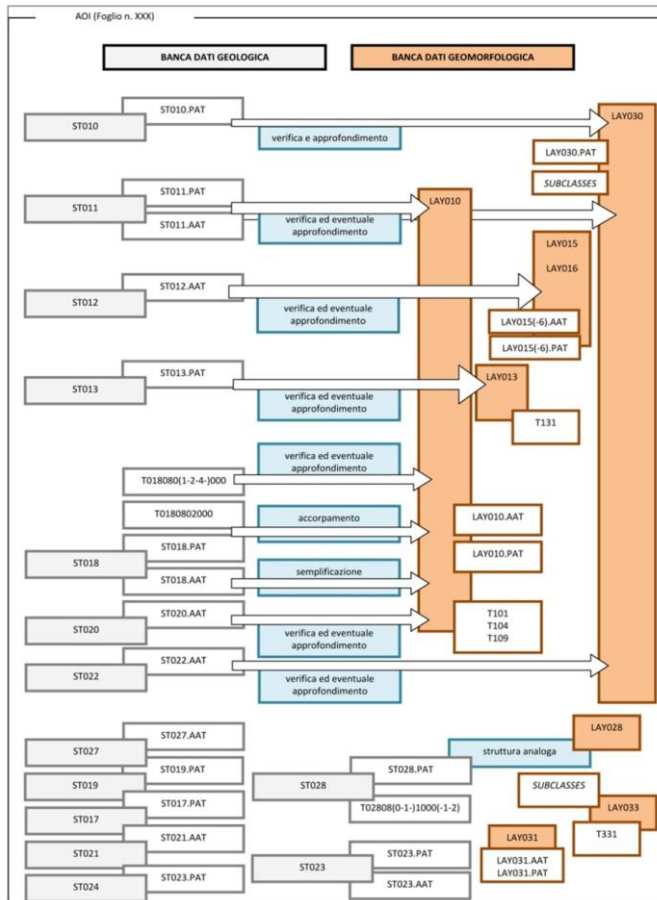 AOI (Foglio n. XXX)
BANCA DATI GEOLOGICA
BANCA DATI GEOMORFOLOGICA
ST010.PAT
ST010
verifica e approfondimento
LAY030
LAY030.PAT
SUBCLASSES
ST011.PAT
ST011
ST011.AAT
verifica ed eventuale
approfondimento
LAY010
LAY015
LAY016
ST012.AAT
ST012
verifica ed eventuale
approfondimento
LAY015(-6).AAT
LAY015(-6).PAT
ST013.PAT
ST013
verifica ed eventuale
approfondimento
LAY013
T131
verifica ed eventuale
approfondimento
T018080(1-2-4-)000
T0180802000
accorpamento
LAY010.AAT
ST018.PAT
ST018
LAY010.PAT
ST018.AAT
semplificazione
ST020.AAT
ST020
verifica ed eventuale
approfondimento
T101
T104
T109
ST022.AAT
ST022
verifica ed eventuale
approfondimento
LAY028
ST027.AAT
ST027
struttura analoga
ST019.PAT
ST019
ST028.PAT
ST028
SUBCLASSES
ST017.PAT
ST017
T02808(0-1-)1000(-1-2)
LAY033
T331
ST021.AAT
ST021
LAY031
LAY031.AAT
LAY031.PAT
ST023.PAT
ST024
ST023.PAT
ST023
ST023.AAT